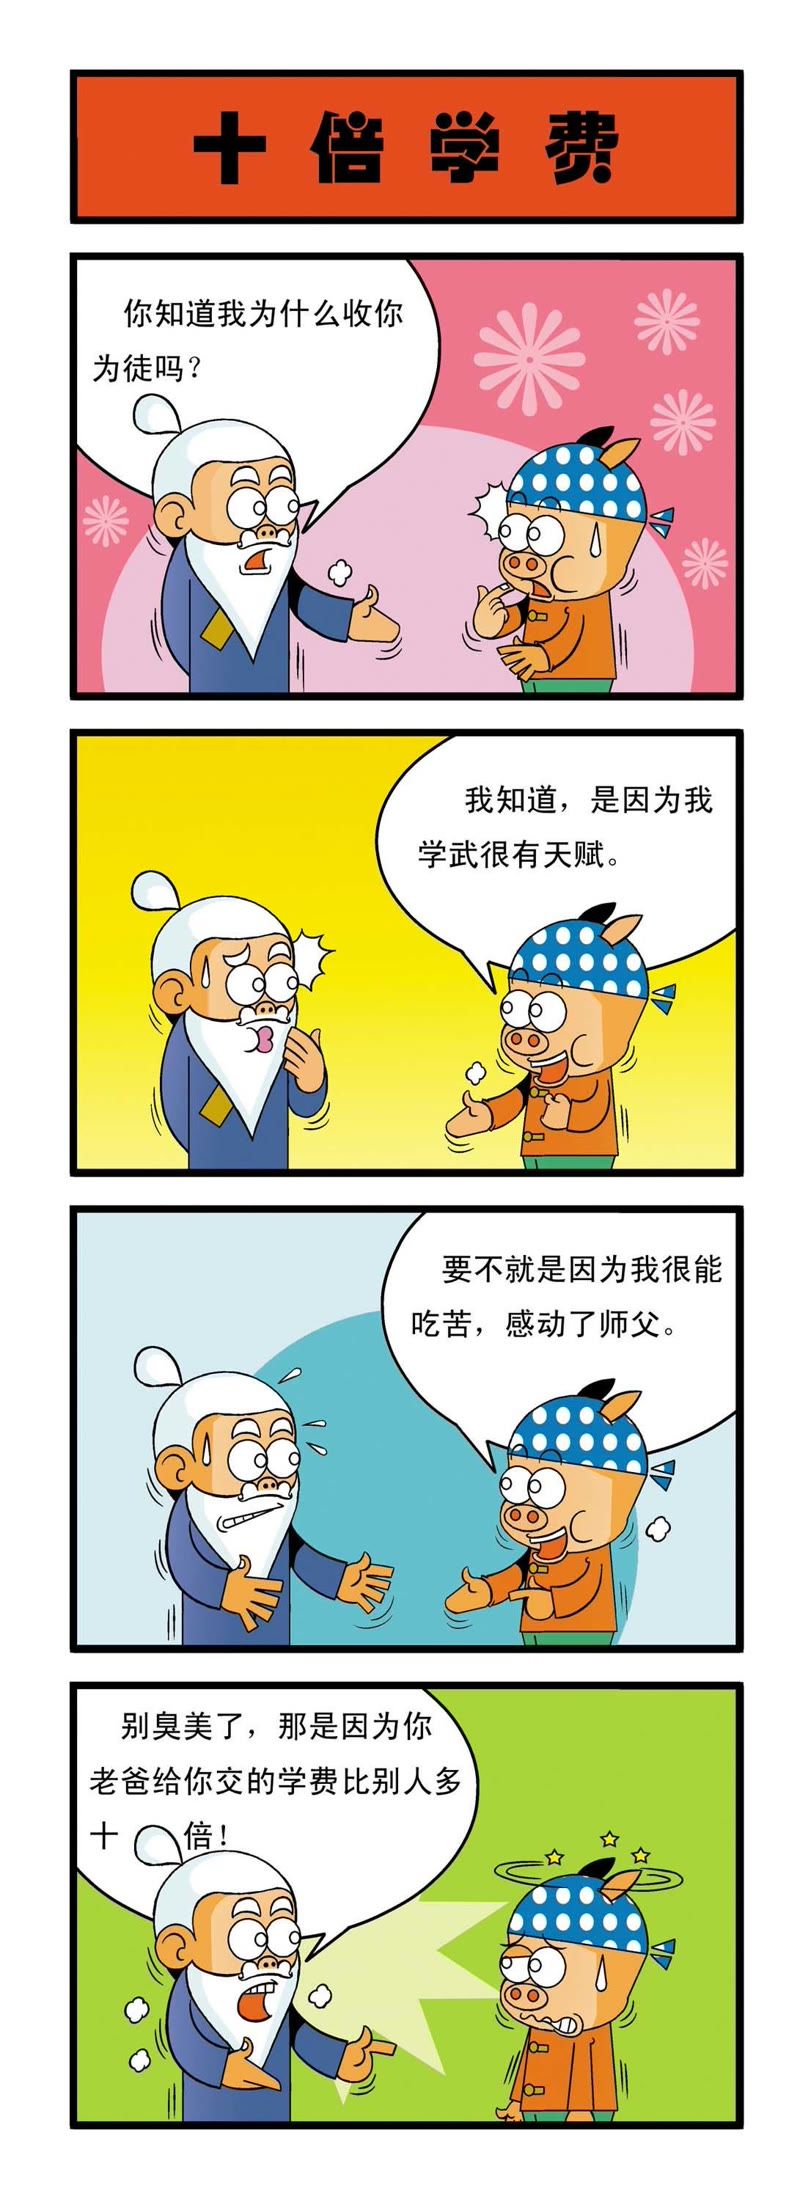 十倍学费
你知道我为什么收你
为徒吗？
我知道，是因为我
学武很有天赋。
要不就是因为我很能
吃苦，感动了师父。
别臭美了，那是因为你
老爸给你交的学费比别人多
十倍！